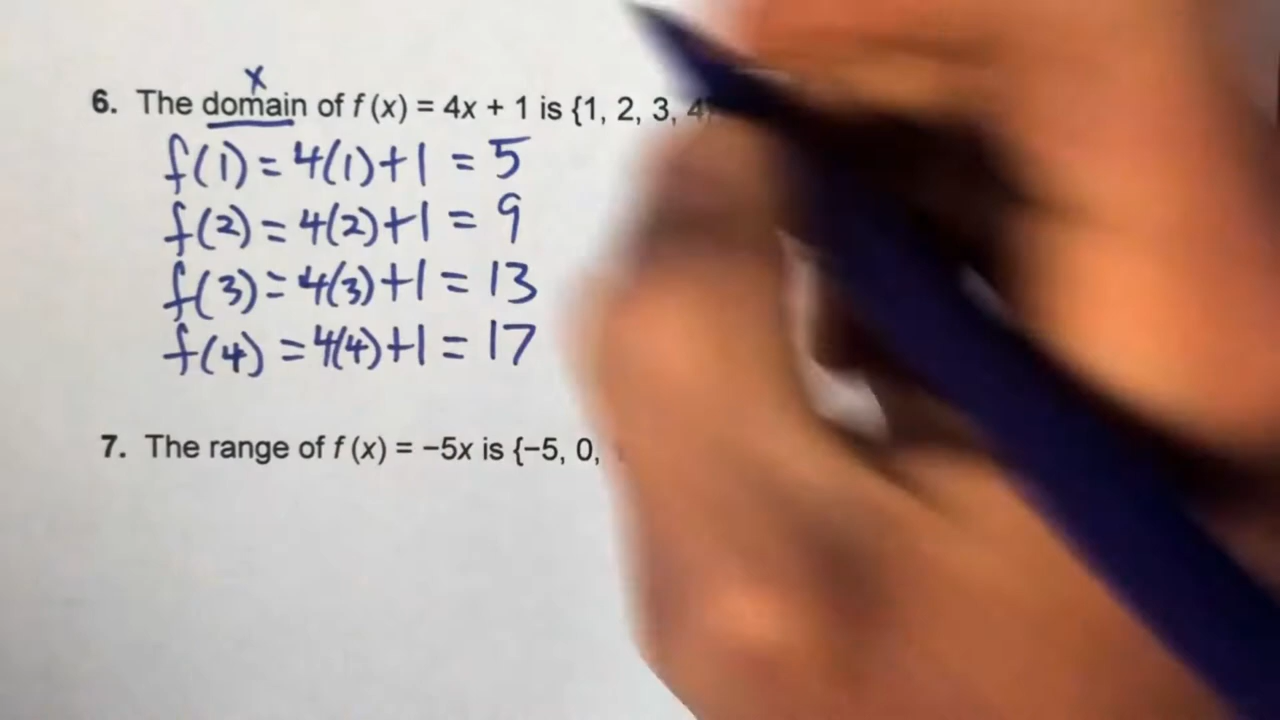 x
6. The domain of f (x) = 4x + 1 is {1, 2, 3, 4}
f(1) = 4(1)+1 = 5
f(2) = 4(2)+1 = 9
f(3) = 4(3)+1 = 13
f(4) = 4(4)+1 = 17
7. The range of f (x) = −5x is {−5, 0,